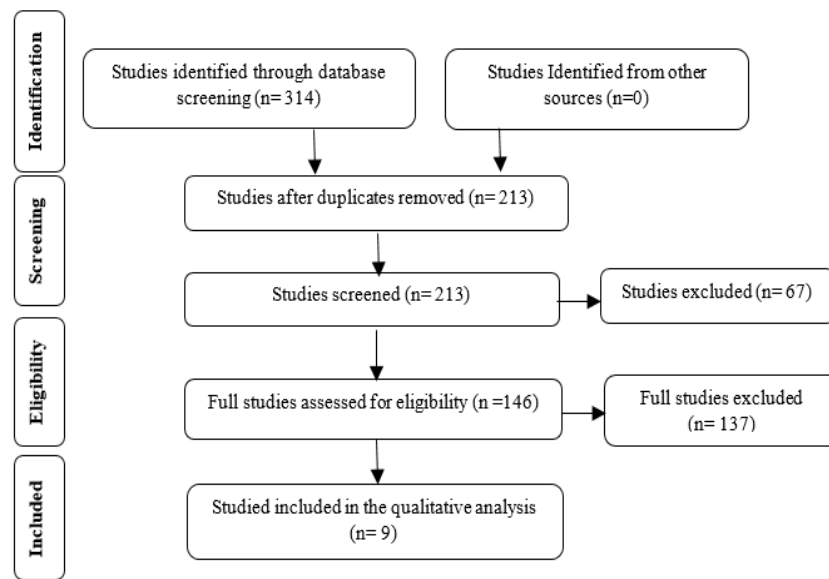 Identification
Studies identified through database
screening (n= 314)
Studies Identified from other
sources (n=0)
Screening
Studies after duplicates removed (n= 213)
Studies screened (n= 213)
Studies excluded (n= 67)
Eligibility
Full studies assessed for eligibility (n =146)
Full studies excluded
(n= 137)
Included
Studied included in the qualitative analysis
(n= 9)